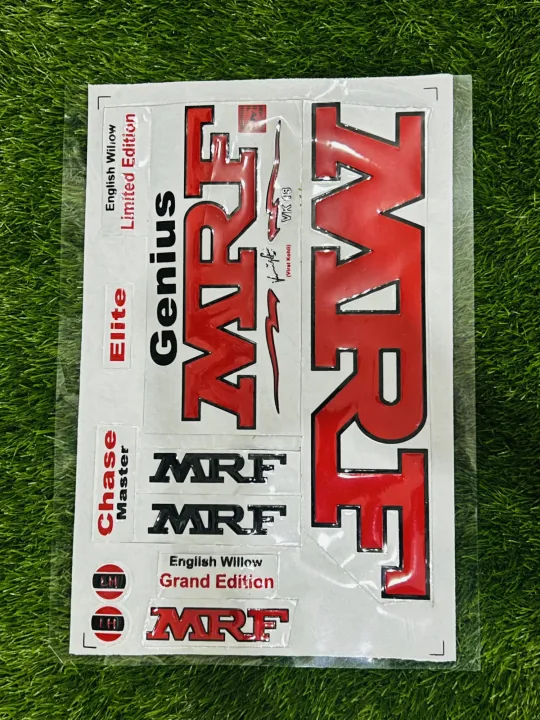 English Willow
Limited Edition
Elite
Chase
Master
Genius
MRF
VK 18
(Virat Kohli)
MRF
MRF
MRF
English Willow
Grand Edition
MRF